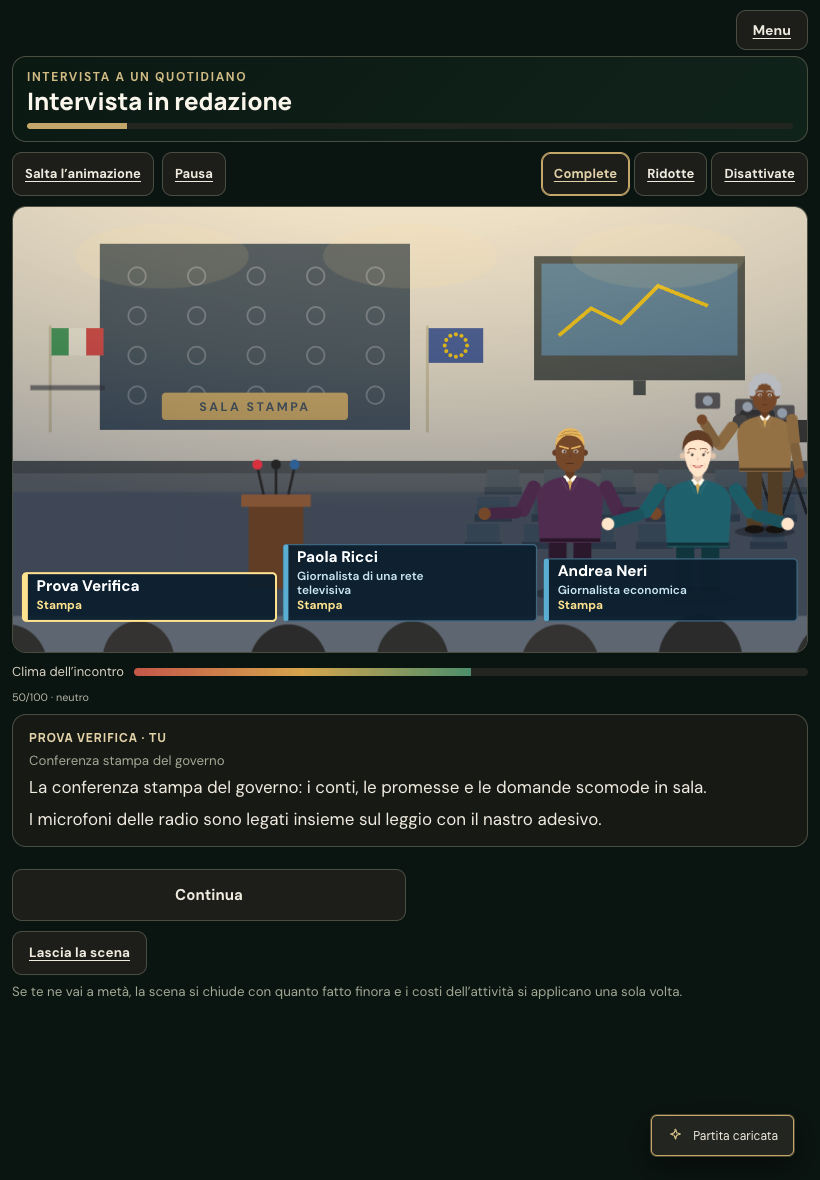 Menu
INTERVISTA A UN QUOTIDIANO
Intervista in redazione
Salta l’animazione
Pausa
Complete
Ridotte
Disattivate
SALA STAMPA
Prova Verifica
Stampa
Paola Ricci
Giornalista di una rete
televisiva
Stampa
Andrea Neri
Giornalista economica
Stampa
Clima dell’incontro
50/100 · neutro
PROVA VERIFICA · TU
Conferenza stampa del governo
La conferenza stampa del governo: i conti, le promesse e le domande scomode in sala.
I microfoni delle radio sono legati insieme sul leggio con il nastro adesivo.
Continua
Lascia la scena
Se te ne vai a metà, la scena si chiude con quanto fatto finora e i costi dell’attività si applicano una sola volta.
Partita caricata